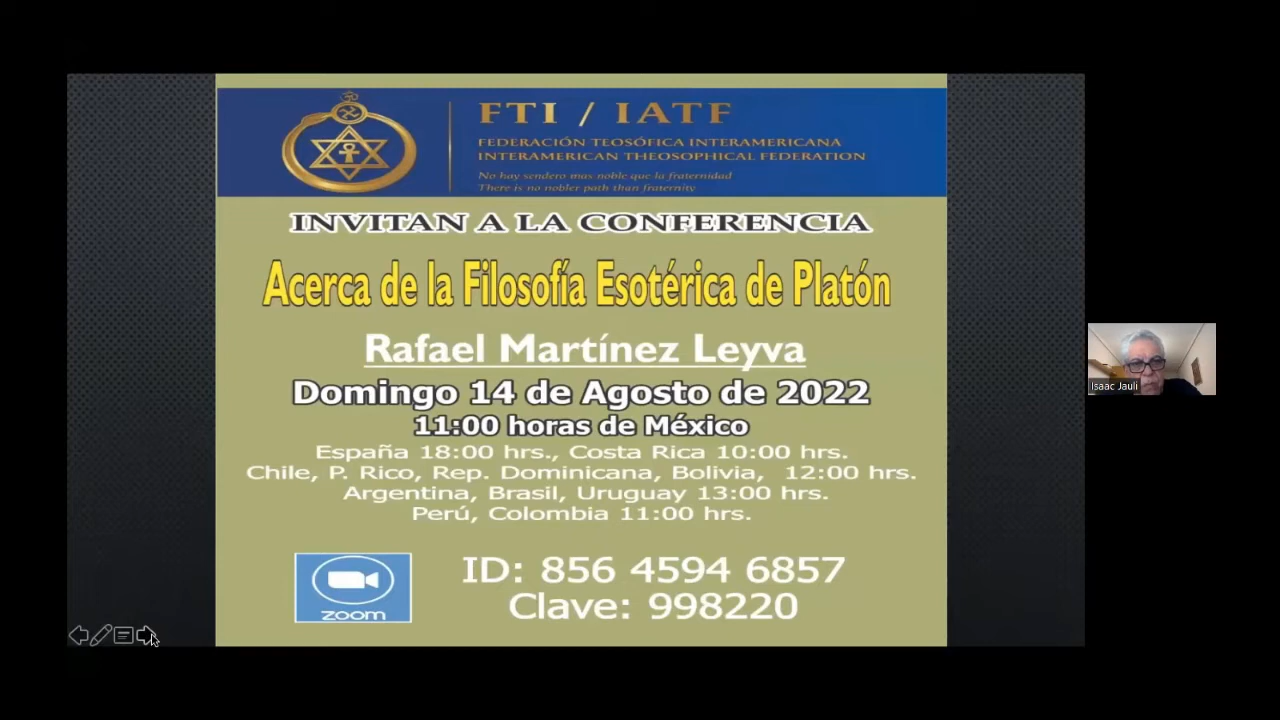 FTI / IATF
FEDERACIÓN TEOSÓFICA INTERAMERICANA
INTERAMERICAN THEOSOPHICAL FEDERATION
No hay sendero mas noble que la fraternidad
There is no nobler path than fraternity
INVITAN A LA CONFERENCIA
Acerca de la Filosofía Esotérica de Platón
Rafael Martínez Leyva
Domingo 14 de Agosto de 2022
11:00 horas de México
España 18:00 hrs., Costa Rica 10:00 hrs.
Chile, P. Rico, Rep. Dominicana, Bolivia, 12:00 hrs.
Argentina, Brasil, Uruguay 13:00 hrs.
Perú, Colombia 11:00 hrs.
zoom
ID: 856 4594 6857
Clave: 998220
Isaac Jauli